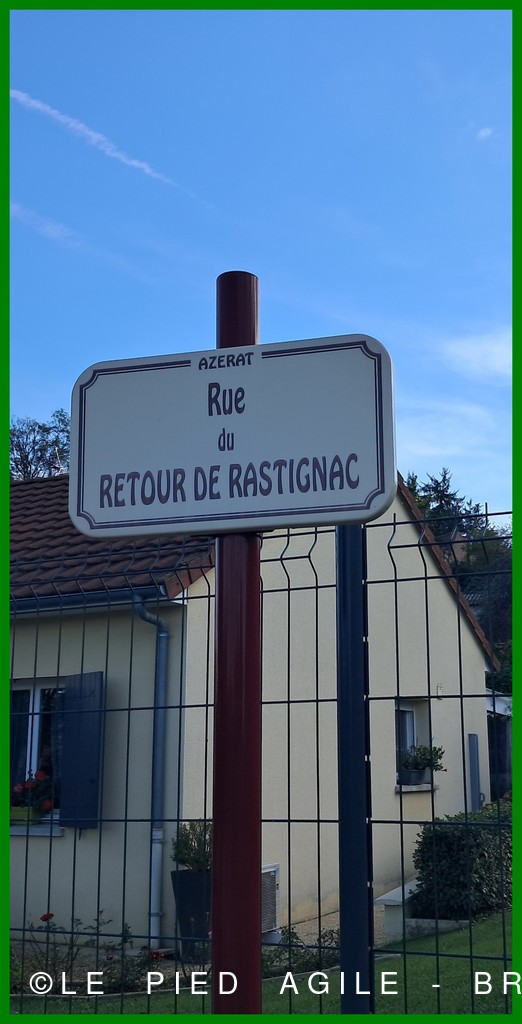 AZERAT
Rue
du
RETOUR DE RASTIGNAC
©LE PIED AGILE - BR